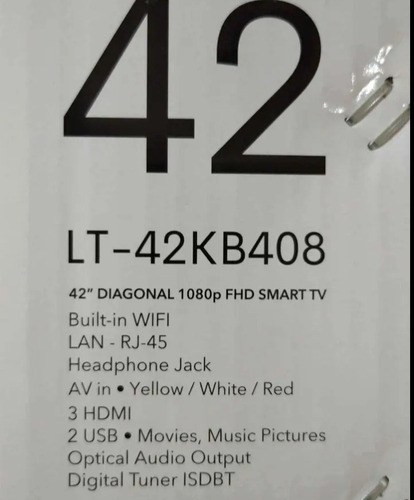 42
LT-42KB408
42" DIAGONAL 1080p FHD SMART TV
Built-in WIFI
LAN - RJ-45
Headphone Jack
AV in • Yellow / White / Red
3 HDMI
2 USB • Movies, Music Pictures
Optical Audio Output
Digital Tuner ISDBT